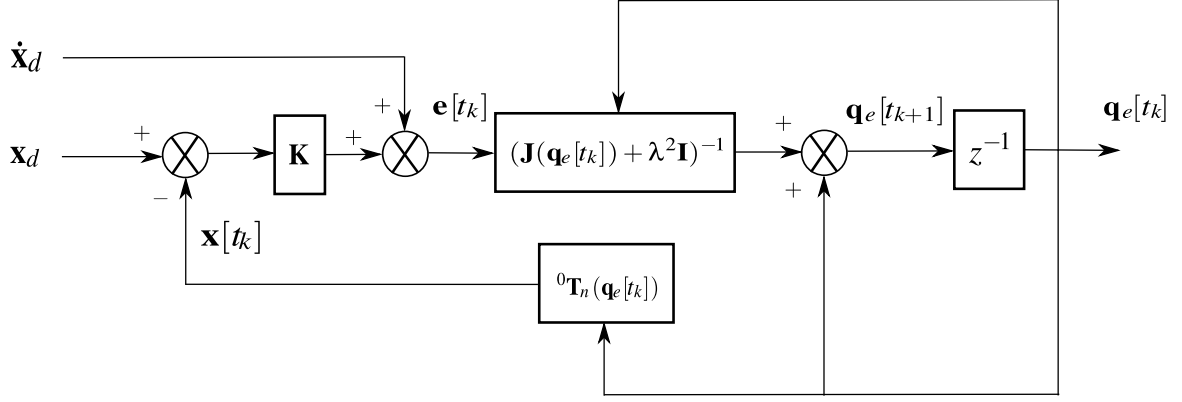 ẋ_d
x_d
+
−
K
+
+
e[t_k]
(J(q_e[t_k]) + λ²I)⁻¹
+
+
q_e[t_{k+1}]
z⁻¹
q_e[t_k]
x[t_k]
⁰T_n(q_e[t_k])